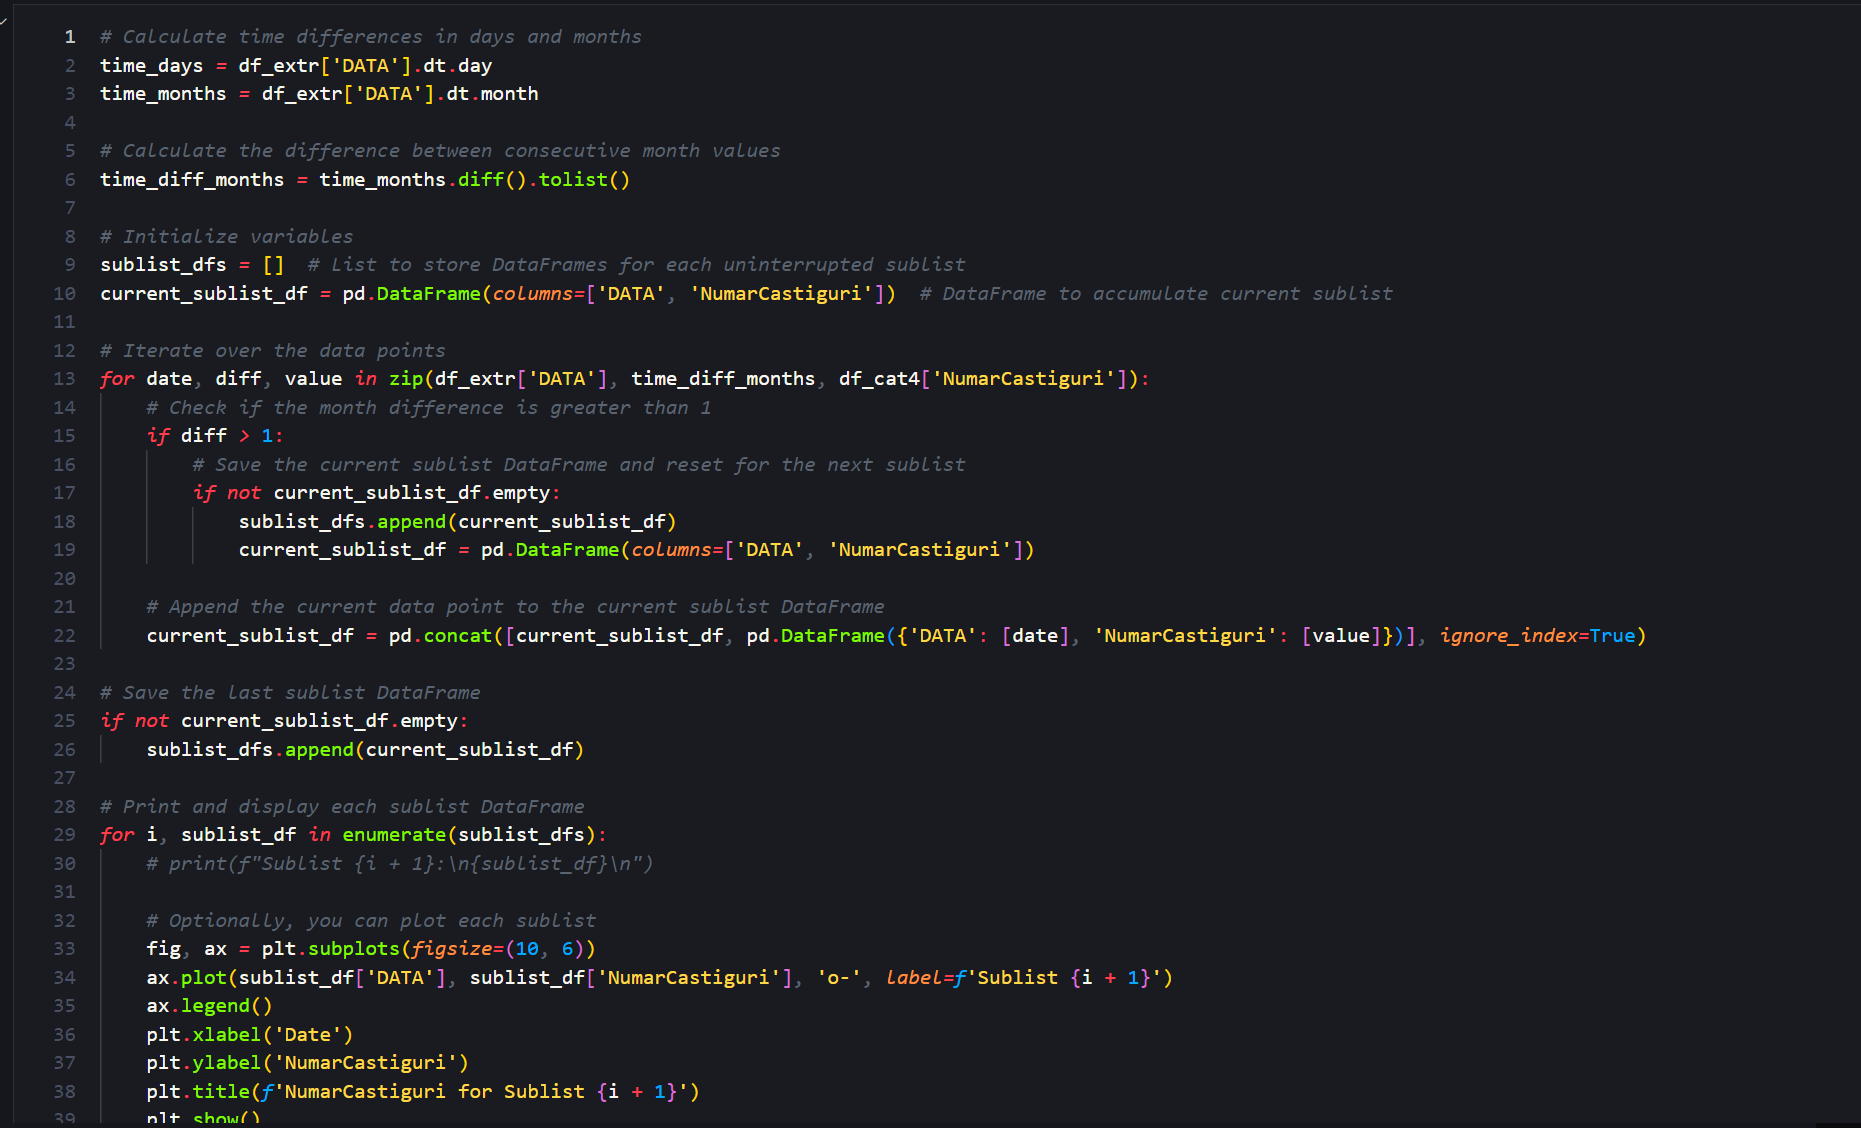 1 # Calculate time differences in days and months
2 time_days = df_extr['DATA'].dt.day
3 time_months = df_extr['DATA'].dt.month
4
5 # Calculate the difference between consecutive month values
6 time_diff_months = time_months.diff().tolist()
7
8 # Initialize variables
9 sublist_dfs = []  # List to store DataFrames for each uninterrupted sublist
10 current_sublist_df = pd.DataFrame(columns=['DATA', 'NumarCastiguri'])  # DataFrame to accumulate current sublist
11
12 # Iterate over the data points
13 for date, diff, value in zip(df_extr['DATA'], time_diff_months, df_cat4['NumarCastiguri']):
14     # Check if the month difference is greater than 1
15     if diff > 1:
16         # Save the current sublist DataFrame and reset for the next sublist
17         if not current_sublist_df.empty:
18             sublist_dfs.append(current_sublist_df)
19             current_sublist_df = pd.DataFrame(columns=['DATA', 'NumarCastiguri'])
20
21     # Append the current data point to the current sublist DataFrame
22     current_sublist_df = pd.concat([current_sublist_df, pd.DataFrame({'DATA': [date], 'NumarCastiguri': [value]})], ignore_index=True)
23
24 # Save the last sublist DataFrame
25 if not current_sublist_df.empty:
26     sublist_dfs.append(current_sublist_df)
27
28 # Print and display each sublist DataFrame
29 for i, sublist_df in enumerate(sublist_dfs):
30     # print(f"Sublist {i + 1}:\n{sublist_df}\n")
31
32     # Optionally, you can plot each sublist
33     fig, ax = plt.subplots(figsize=(10, 6))
34     ax.plot(sublist_df['DATA'], sublist_df['NumarCastiguri'], 'o-', label=f'Sublist {i + 1}')
35     ax.legend()
36     plt.xlabel('Date')
37     plt.ylabel('NumarCastiguri')
38     plt.title(f'NumarCastiguri for Sublist {i + 1}')
39     plt.show()